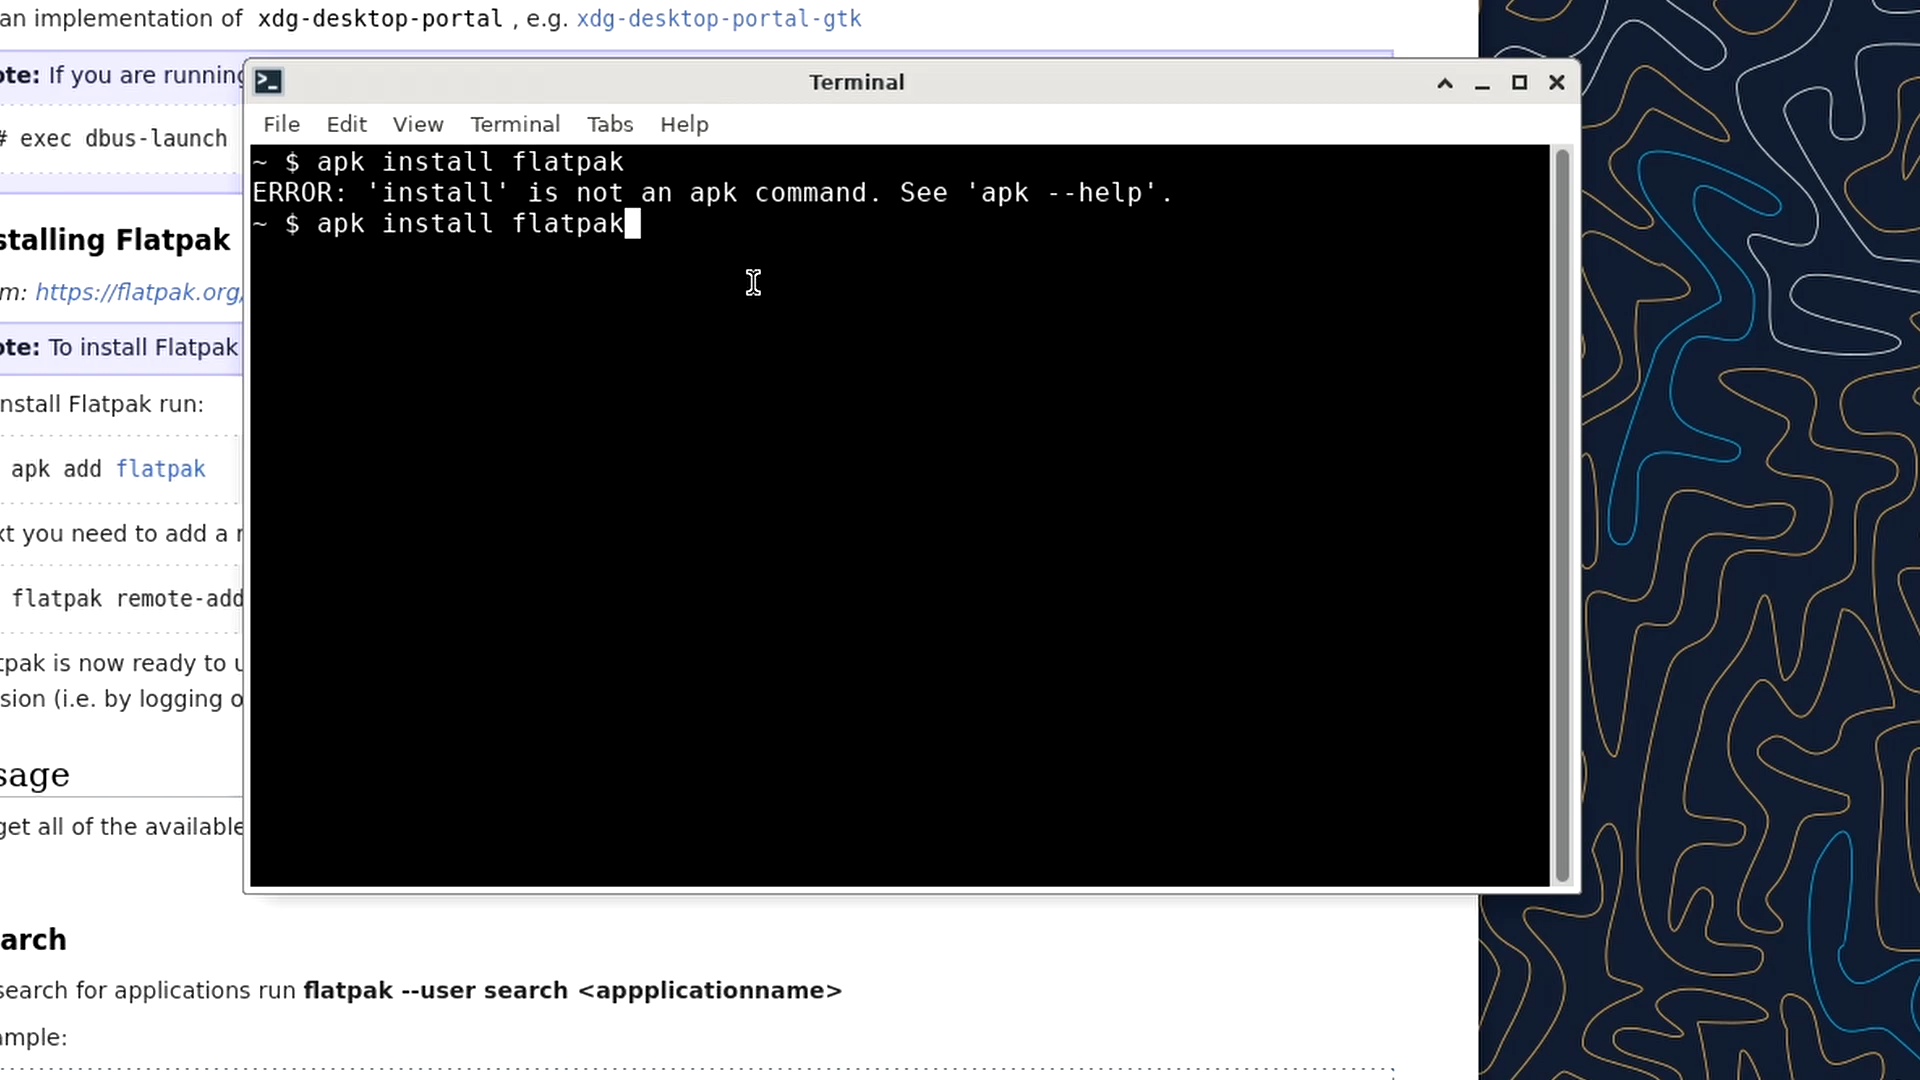 an implementation of xdg-desktop-portal , e.g. xdg-desktop-portal-gtk
ote: If you are running
# exec dbus-launch
stalling Flatpak
m: https://flatpak.org/
ote: To install Flatpak
nstall Flatpak run:
apk add flatpak
xt you need to add a r
flatpak remote-add
tpak is now ready to u
sion (i.e. by logging o
sage
get all of the available
arch
search for applications run flatpak --user search <appplicationname>
ample:
Terminal
File Edit View Terminal Tabs Help
~ $ apk install flatpak
ERROR: 'install' is not an apk command. See 'apk --help'.
~ $ apk install flatpak